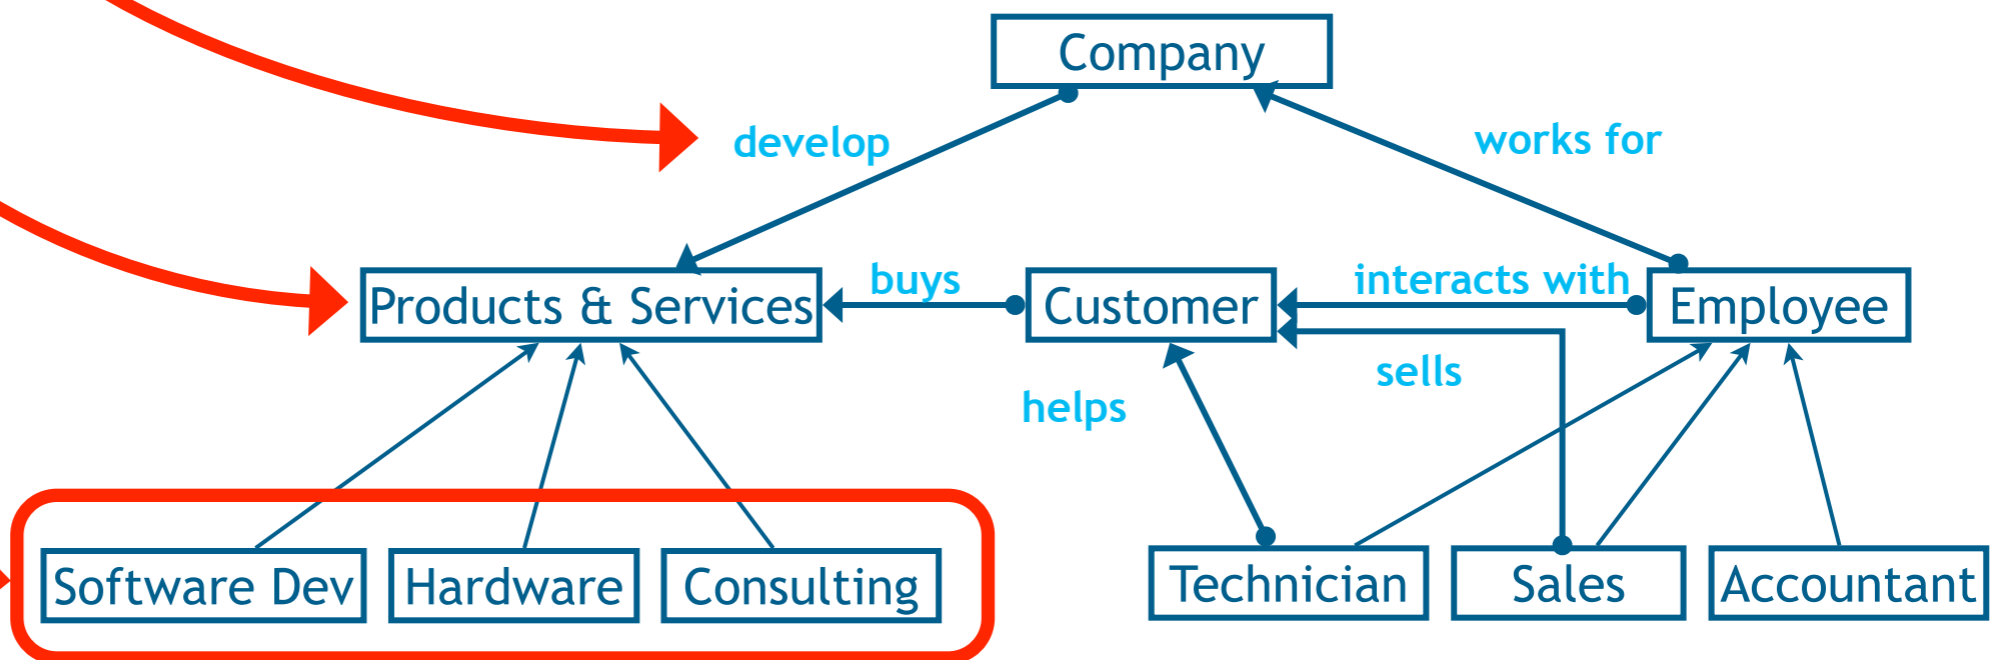 Company
develop
works for
Products & Services
buys
Customer
interacts with
Employee
sells
helps
Software Dev
Hardware
Consulting
Technician
Sales
Accountant